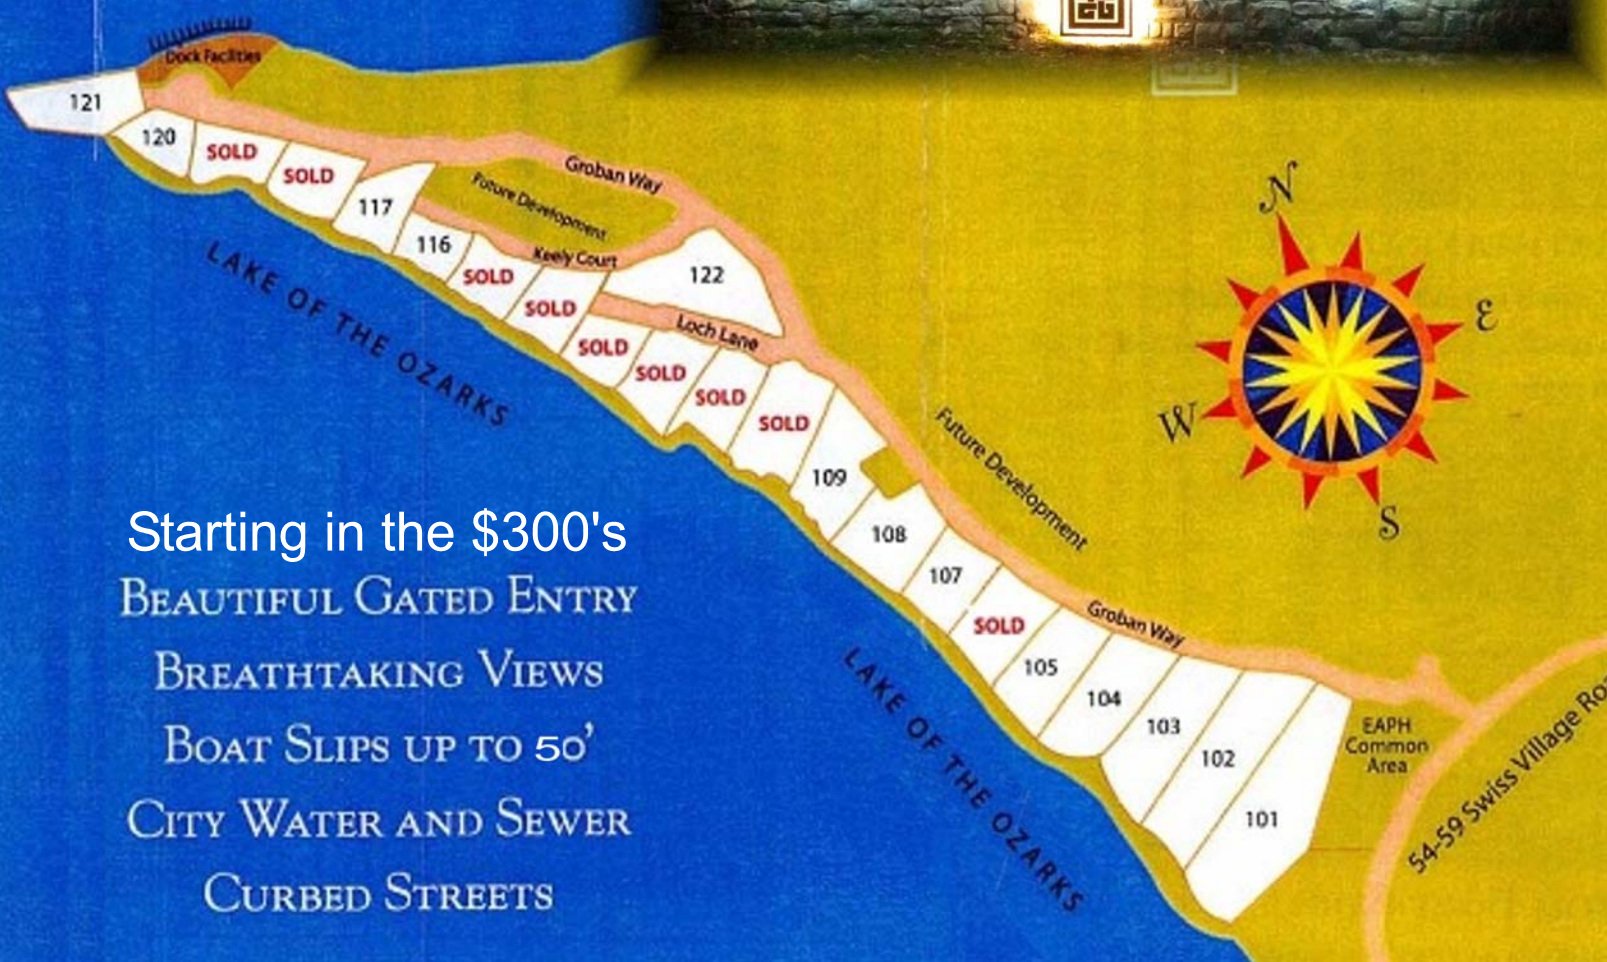 Dock Facilities
121
120
SOLD
SOLD
117
116
SOLD
SOLD
SOLD
SOLD
SOLD
SOLD
109
108
107
SOLD
105
104
103
102
101
122
Groban Way
Future Development
Keely Court
Loch Lane
Future Development
Groban Way
EAPH
Common
Area
54-59 Swiss Village Ro
LAKE OF THE OZARKS
LAKE OF THE OZARKS
N
E
W
S
Starting in the $300's
BEAUTIFUL GATED ENTRY
BREATHTAKING VIEWS
BOAT SLIPS UP TO 50'
CITY WATER AND SEWER
CURBED STREETS